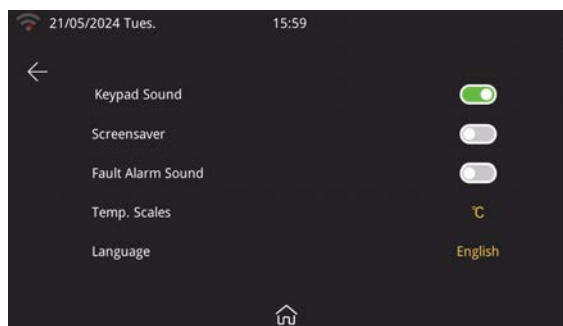 21/05/2024 Tues. 15:59
Keypad Sound
Screensaver
Fault Alarm Sound
Temp. Scales ℃
Language English